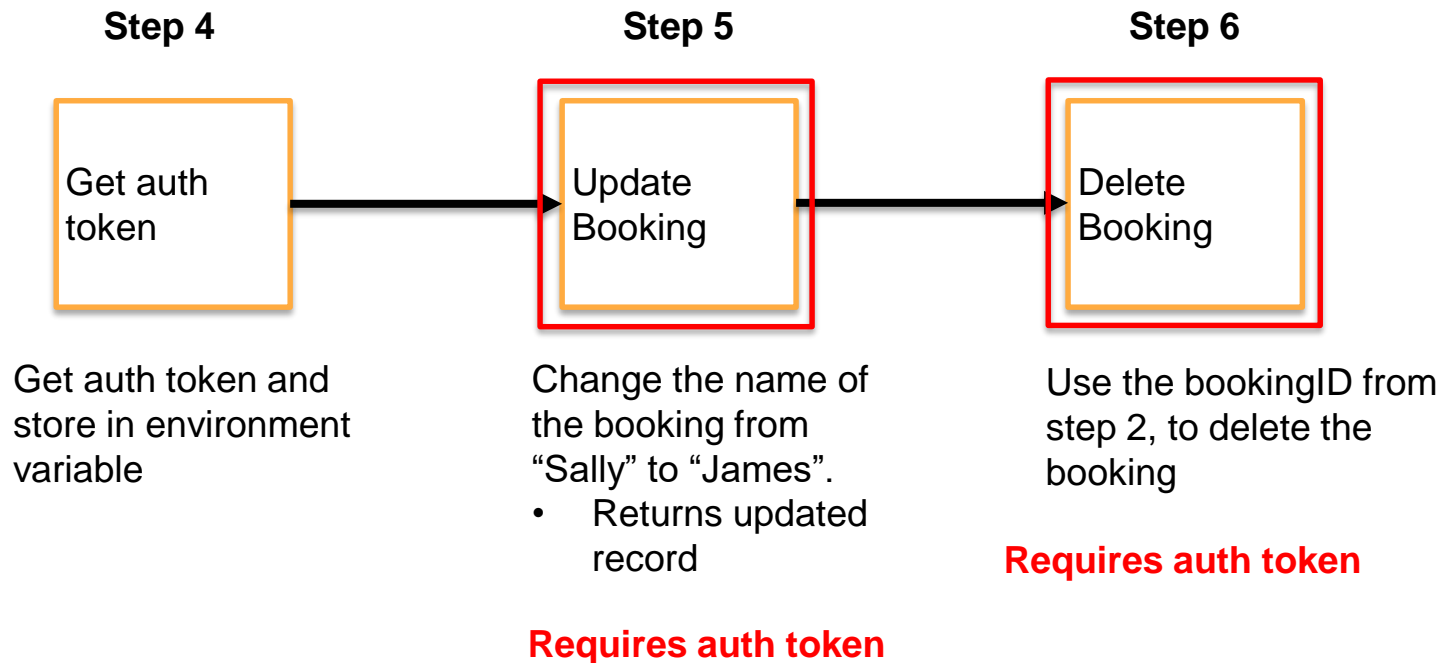 Step 4
Step 5
Step 6
Get auth
token
Update
Booking
Delete
Booking
Get auth token and
store in environment
variable
Change the name of
the booking from
“Sally” to “James”.
• Returns updated
record
Requires auth token
Use the bookingID from
step 2, to delete the
booking
Requires auth token